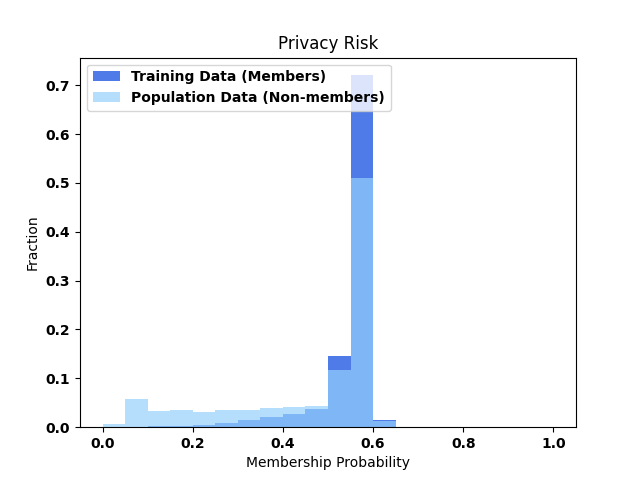 Privacy Risk
Training Data (Members)
Population Data (Non-members)
0.7
0.6
0.5
0.4
0.3
0.2
0.1
0.0
Fraction
0.0 0.2 0.4 0.6 0.8 1.0
Membership Probability